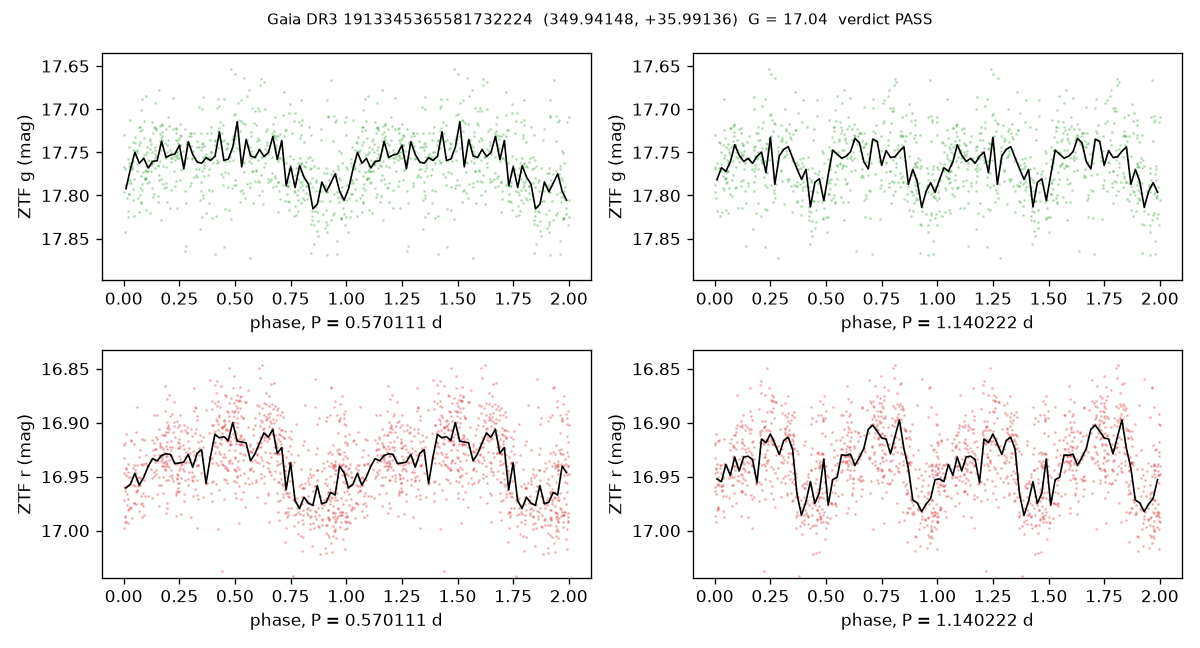 Gaia DR3 1913345365581732224 (349.94148, +35.99136) G = 17.04 verdict PASS
ZTF g (mag)
17.65
17.70
17.75
17.80
17.85
0.00 0.25 0.50 0.75 1.00 1.25 1.50 1.75 2.00
phase, P = 0.570111 d
ZTF g (mag)
17.65
17.70
17.75
17.80
17.85
0.00 0.25 0.50 0.75 1.00 1.25 1.50 1.75 2.00
phase, P = 1.140222 d
ZTF r (mag)
16.85
16.90
16.95
17.00
0.00 0.25 0.50 0.75 1.00 1.25 1.50 1.75 2.00
phase, P = 0.570111 d
ZTF r (mag)
16.85
16.90
16.95
17.00
0.00 0.25 0.50 0.75 1.00 1.25 1.50 1.75 2.00
phase, P = 1.140222 d